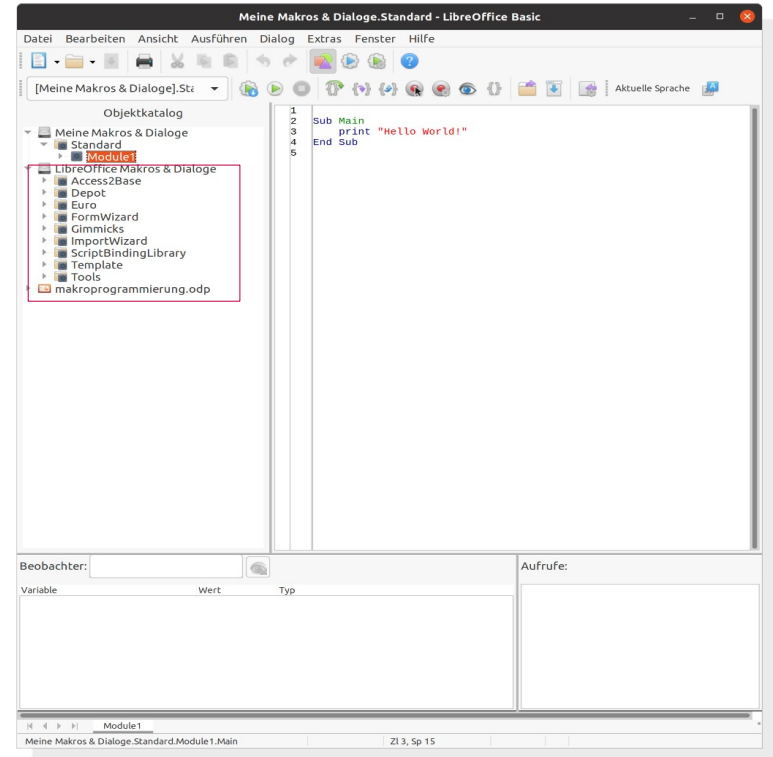 Meine Makros & Dialoge.Standard - LibreOffice Basic
Datei Bearbeiten Ansicht Ausführen Dialog Extras Fenster Hilfe
[Meine Makros & Dialoge].Sta
Aktuelle Sprache
Objektkatalog
Meine Makros & Dialoge
Standard
Module1
LibreOffice Makros & Dialoge
Access2Base
Depot
Euro
FormWizard
Gimmicks
ImportWizard
ScriptBindingLibrary
Template
Tools
makroprogrammierung.odp
1
2 Sub Main
3 print "Hello World!"
4 End Sub
5
Beobachter:
Aufrufe:
Variable Wert Typ
Module1
Meine Makros & Dialoge.Standard.Module1.Main Zl 3, Sp 15